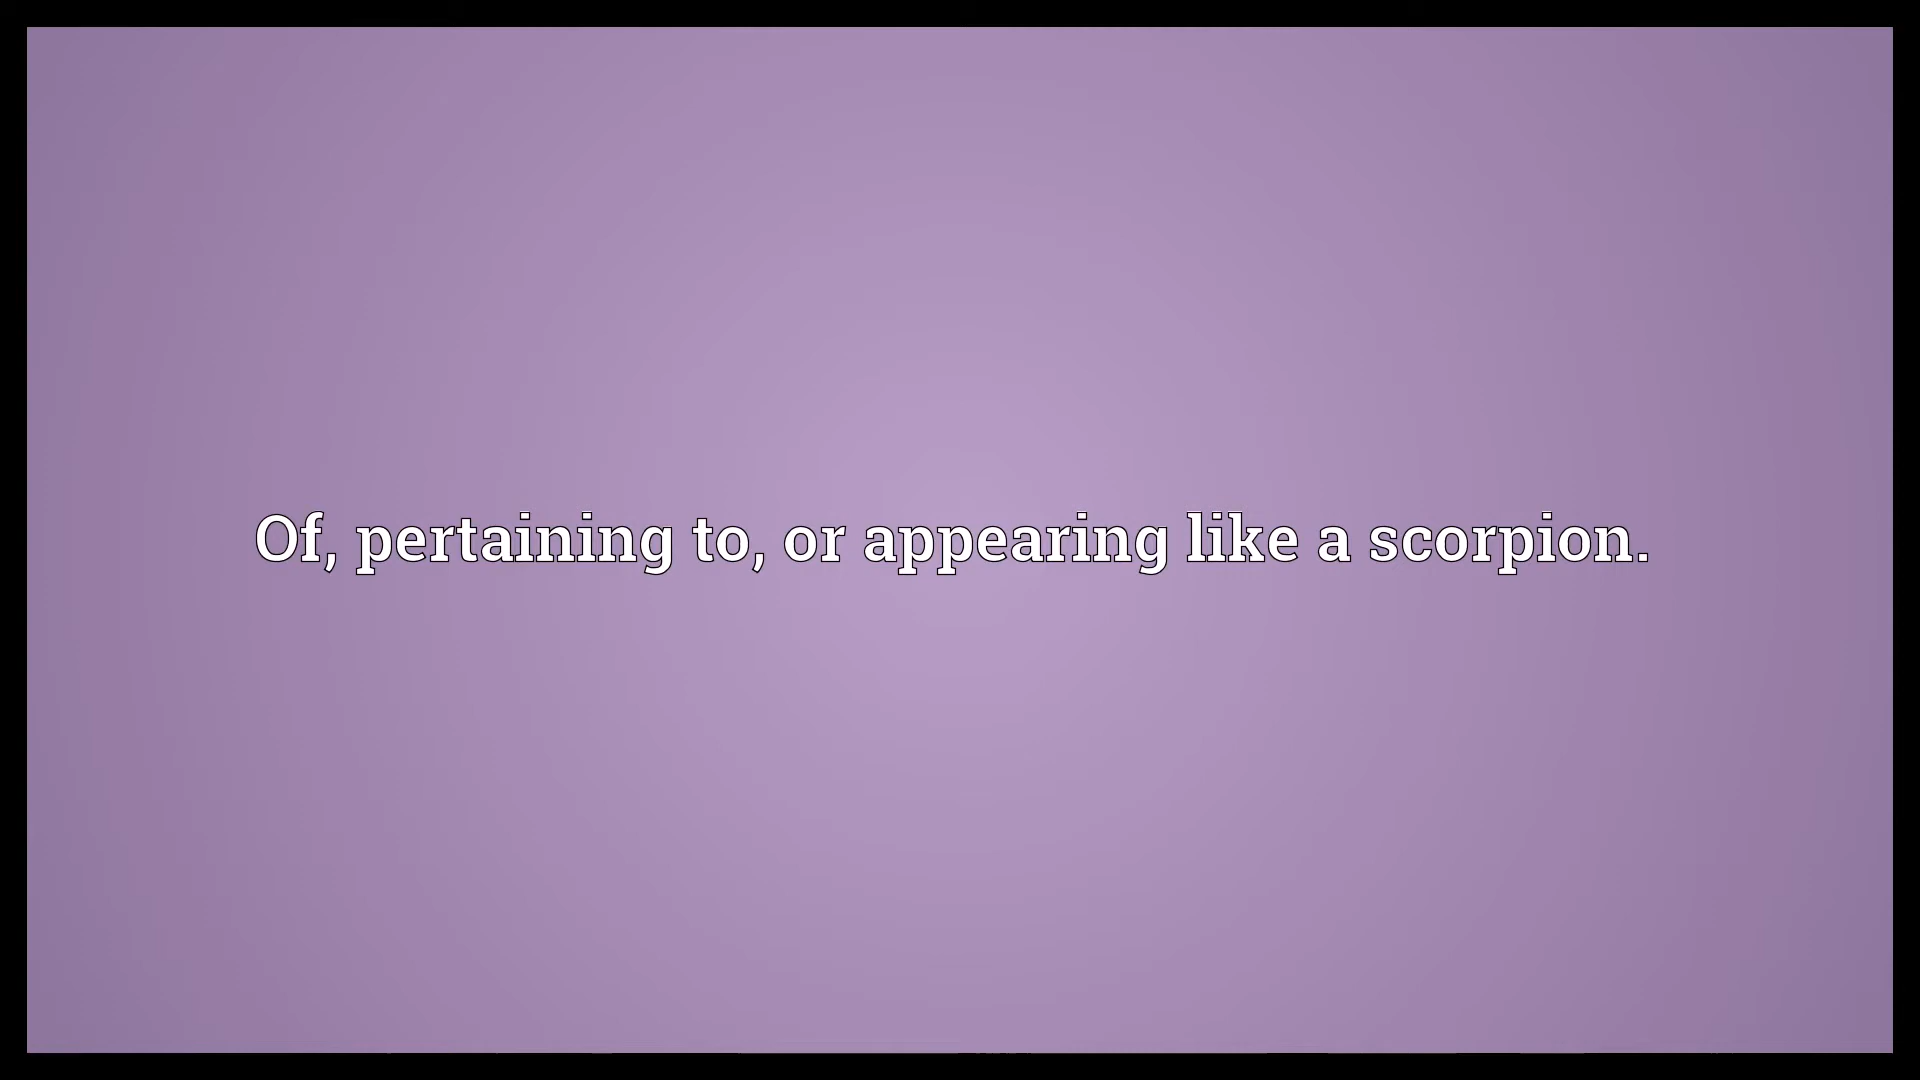 Of, pertaining to, or appearing like a scorpion.